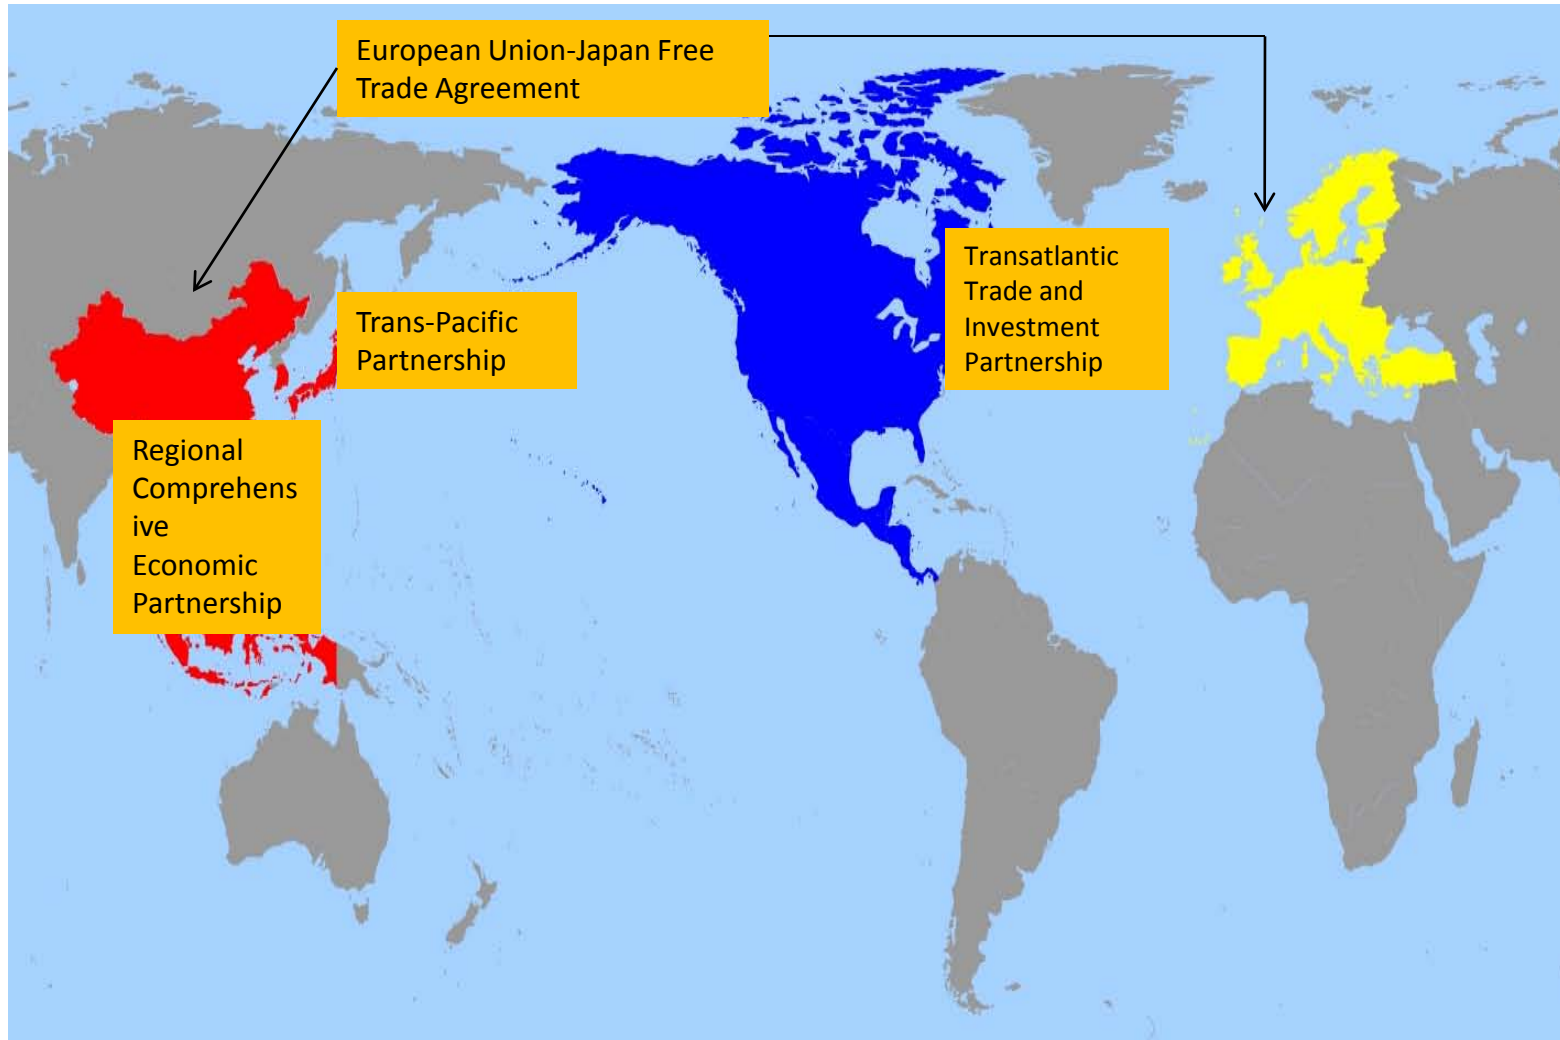 European Union-Japan Free
Trade Agreement
Transatlantic
Trade and
Investment
Partnership
Trans-Pacific
Partnership
Regional
Comprehens
ive
Economic
Partnership